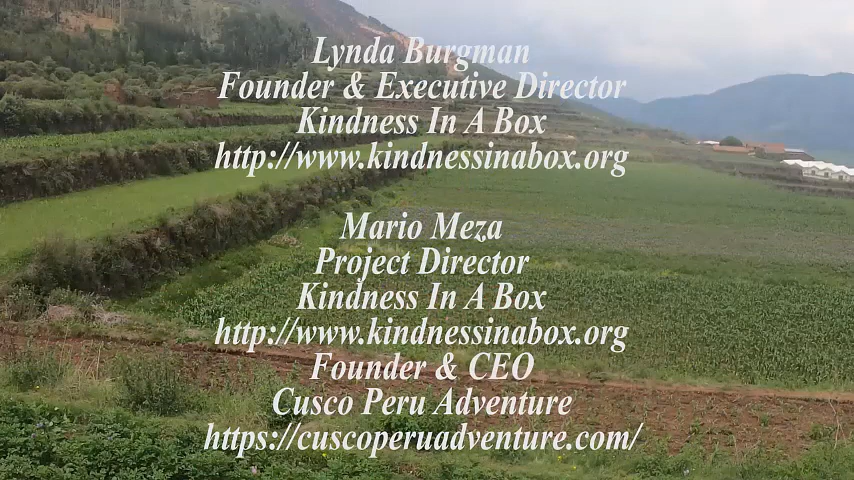 Lynda Burgman
Founder & Executive Director
Kindness In A Box
http://www.kindnessinabox.org
Mario Meza
Project Director
Kindness In A Box
http://www.kindnessinabox.org
Founder & CEO
Cusco Peru Adventure
https://cuscoperuadventure.com/